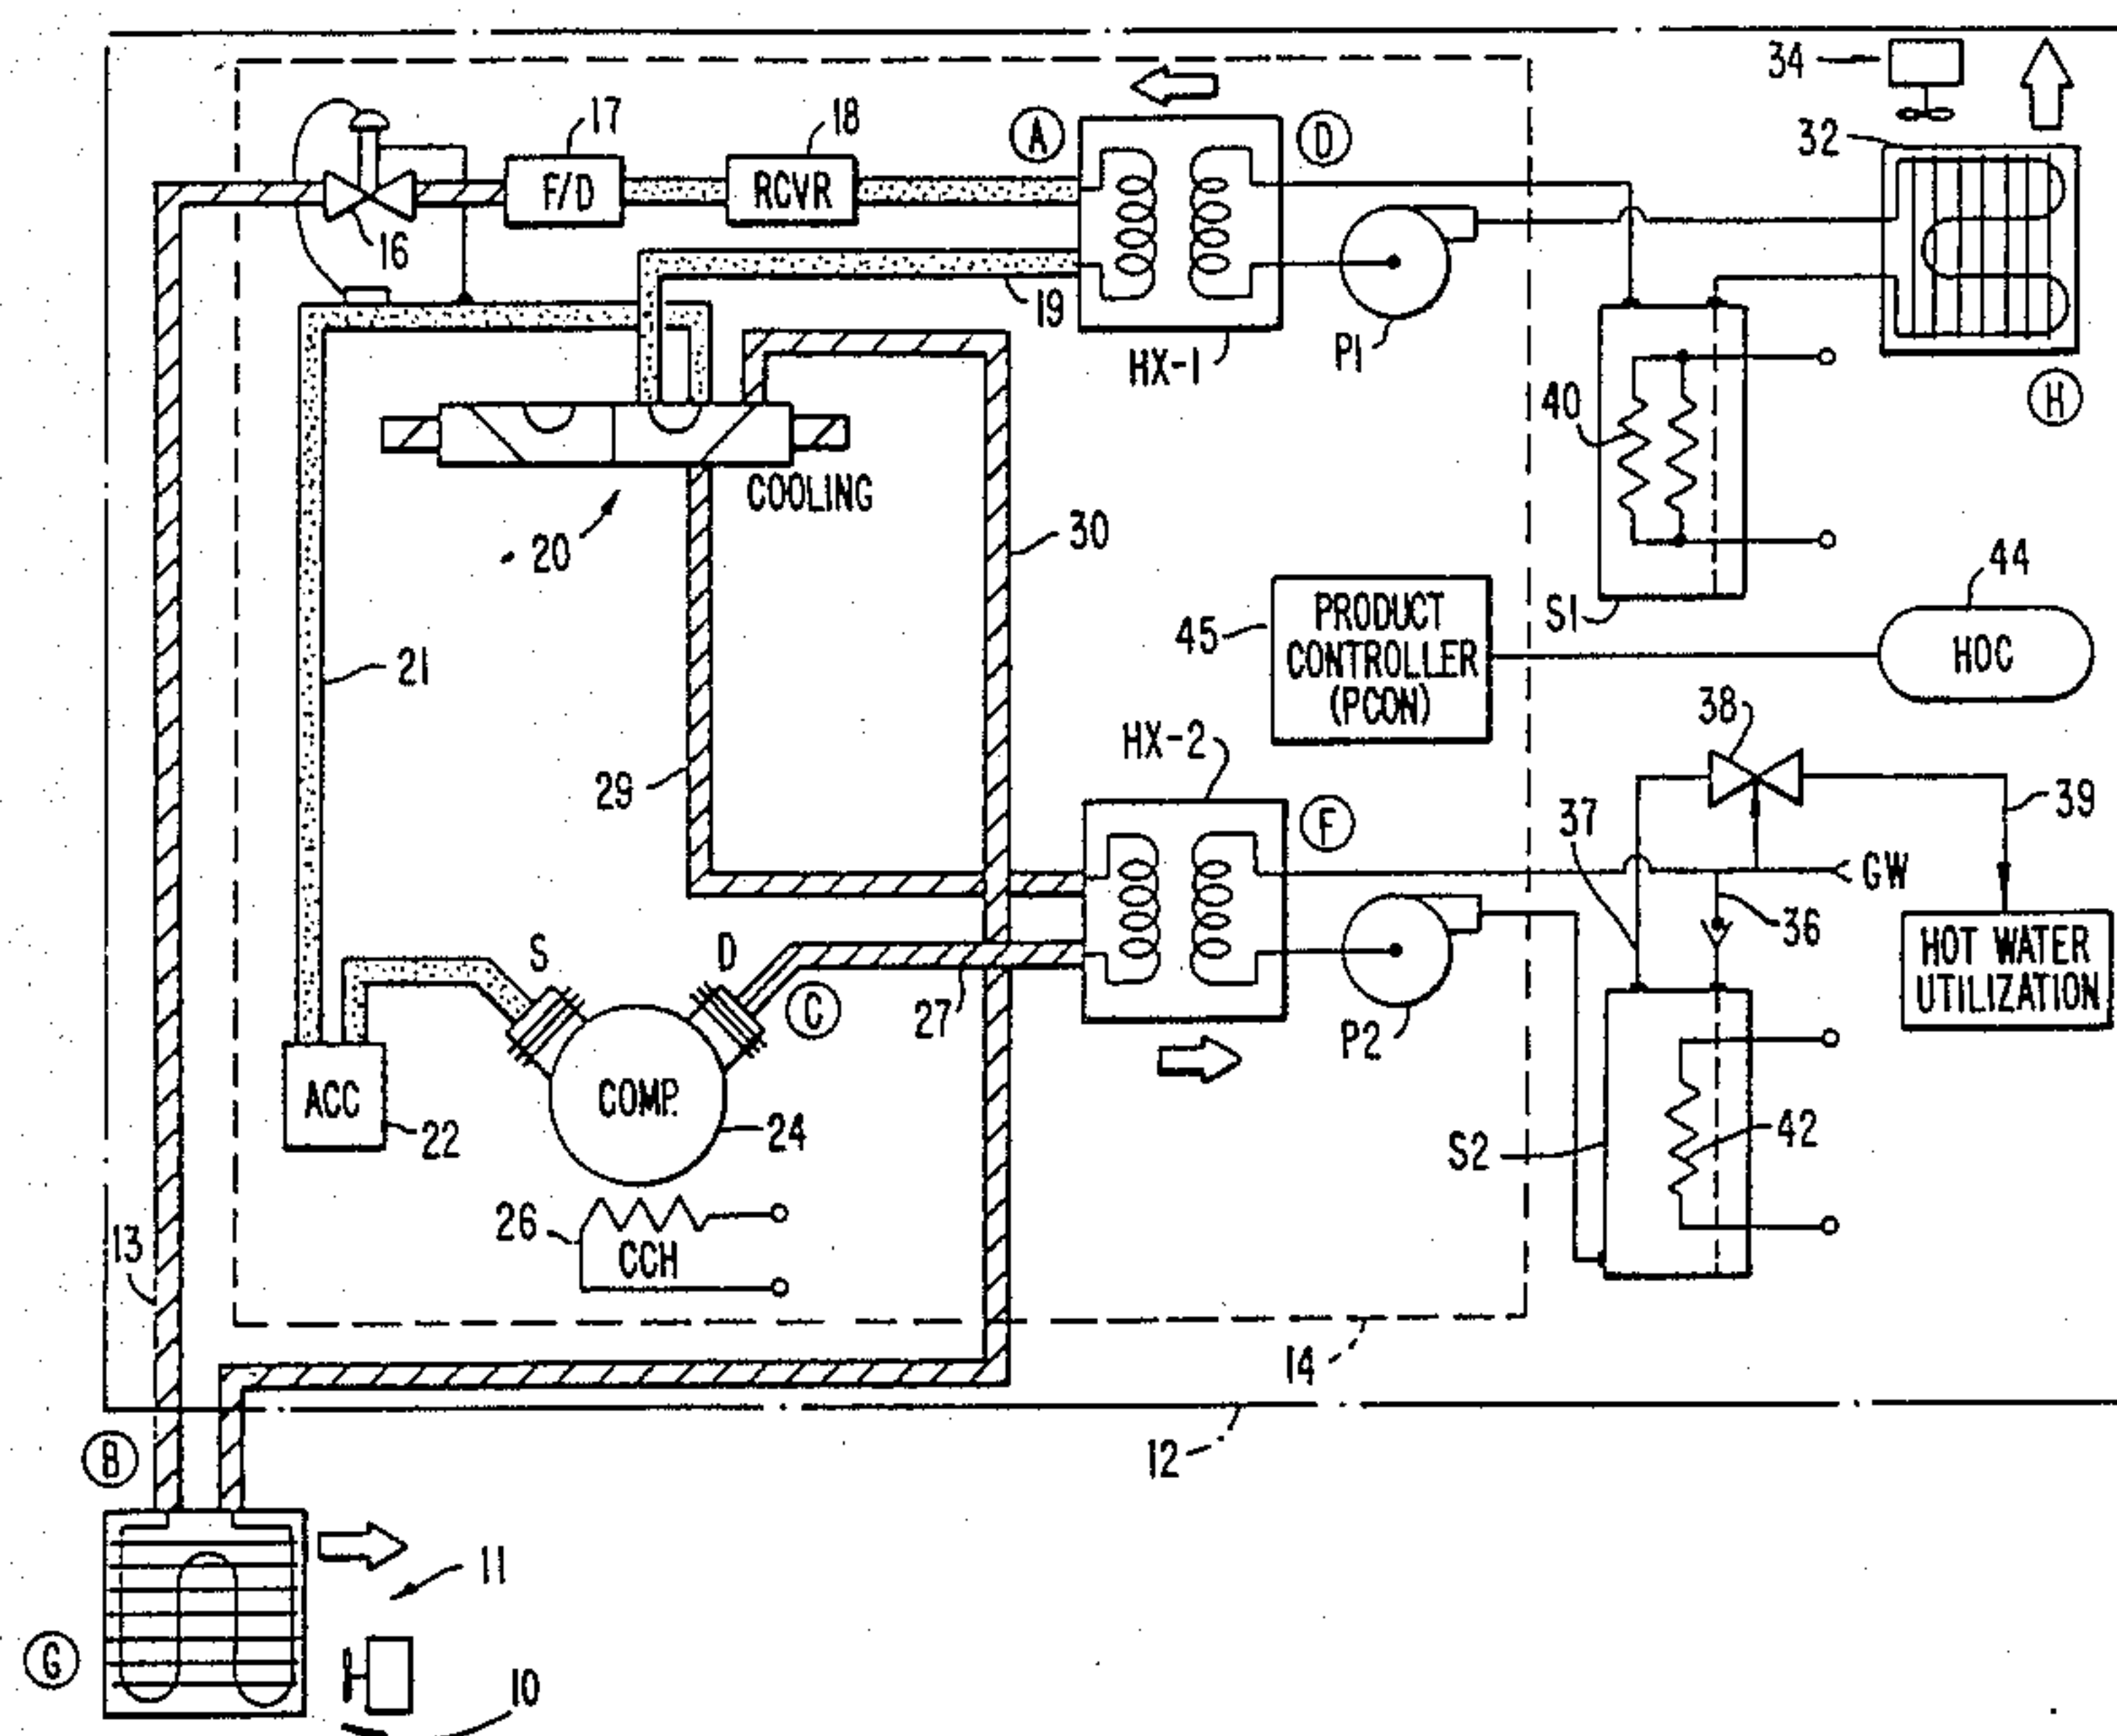 34
17
18
A
D
32
F/D
RCVR
16
19
HX-1
P1
H
40
COOLING
20
30
S1
44
45
PRODUCT
CONTROLLER
(PCON)
HOC
21
38
HX-2
29
F
37
39
GW
36
S
D
C
27
P2
HOT WATER
UTILIZATION
ACC
22
COMP.
24
S2
42
26
CCH
13
14
12
B
11
G
10